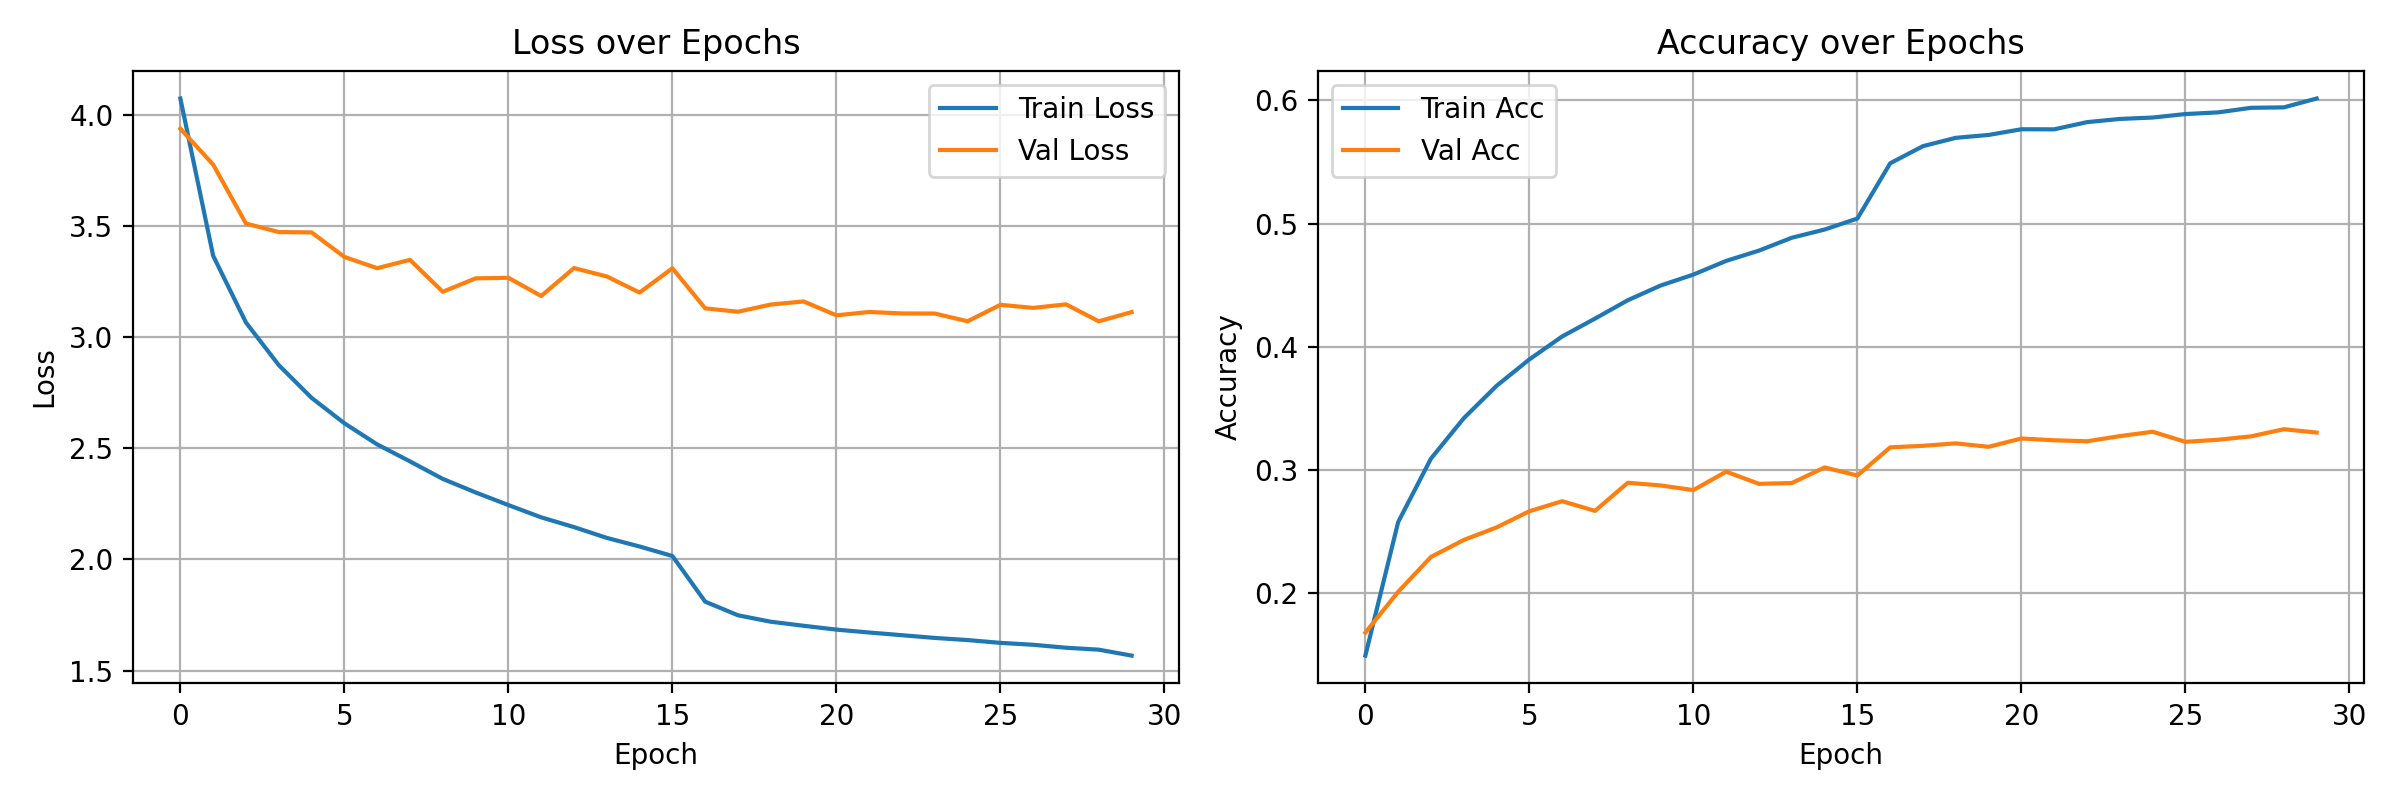 Loss over Epochs
Train Loss
Val Loss
4.0
3.5
3.0
2.5
2.0
1.5
Loss
0 5 10 15 20 25 30
Epoch
Accuracy over Epochs
Train Acc
Val Acc
0.6
0.5
0.4
0.3
0.2
Accuracy
0 5 10 15 20 25 30
Epoch